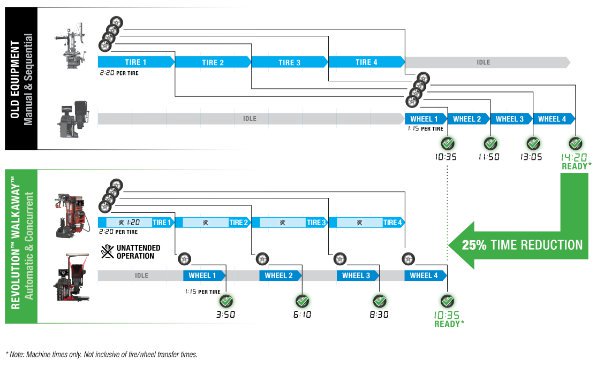 OLD EQUIPMENT
Manual & Sequential
TIRE 1 TIRE 2 TIRE 3 TIRE 4 IDLE
2:20 PER TIRE
IDLE WHEEL 1 WHEEL 2 WHEEL 3 WHEEL 4
1:15 PER TIRE
10:35 11:50 13:05 14:20
READY*
REVOLUTION™ WALKAWAY™
Automatic & Concurrent
1:20 TIRE 1 TIRE 2 TIRE 3 TIRE 4
2:20 PER TIRE
UNATTENDED
OPERATION
25% TIME REDUCTION
IDLE WHEEL 1 WHEEL 2 WHEEL 3 WHEEL 4
1:15 PER TIRE
3:50 6:10 8:30 10:35
READY*
* Note: Machine times only. Not inclusive of tire/wheel transfer times.